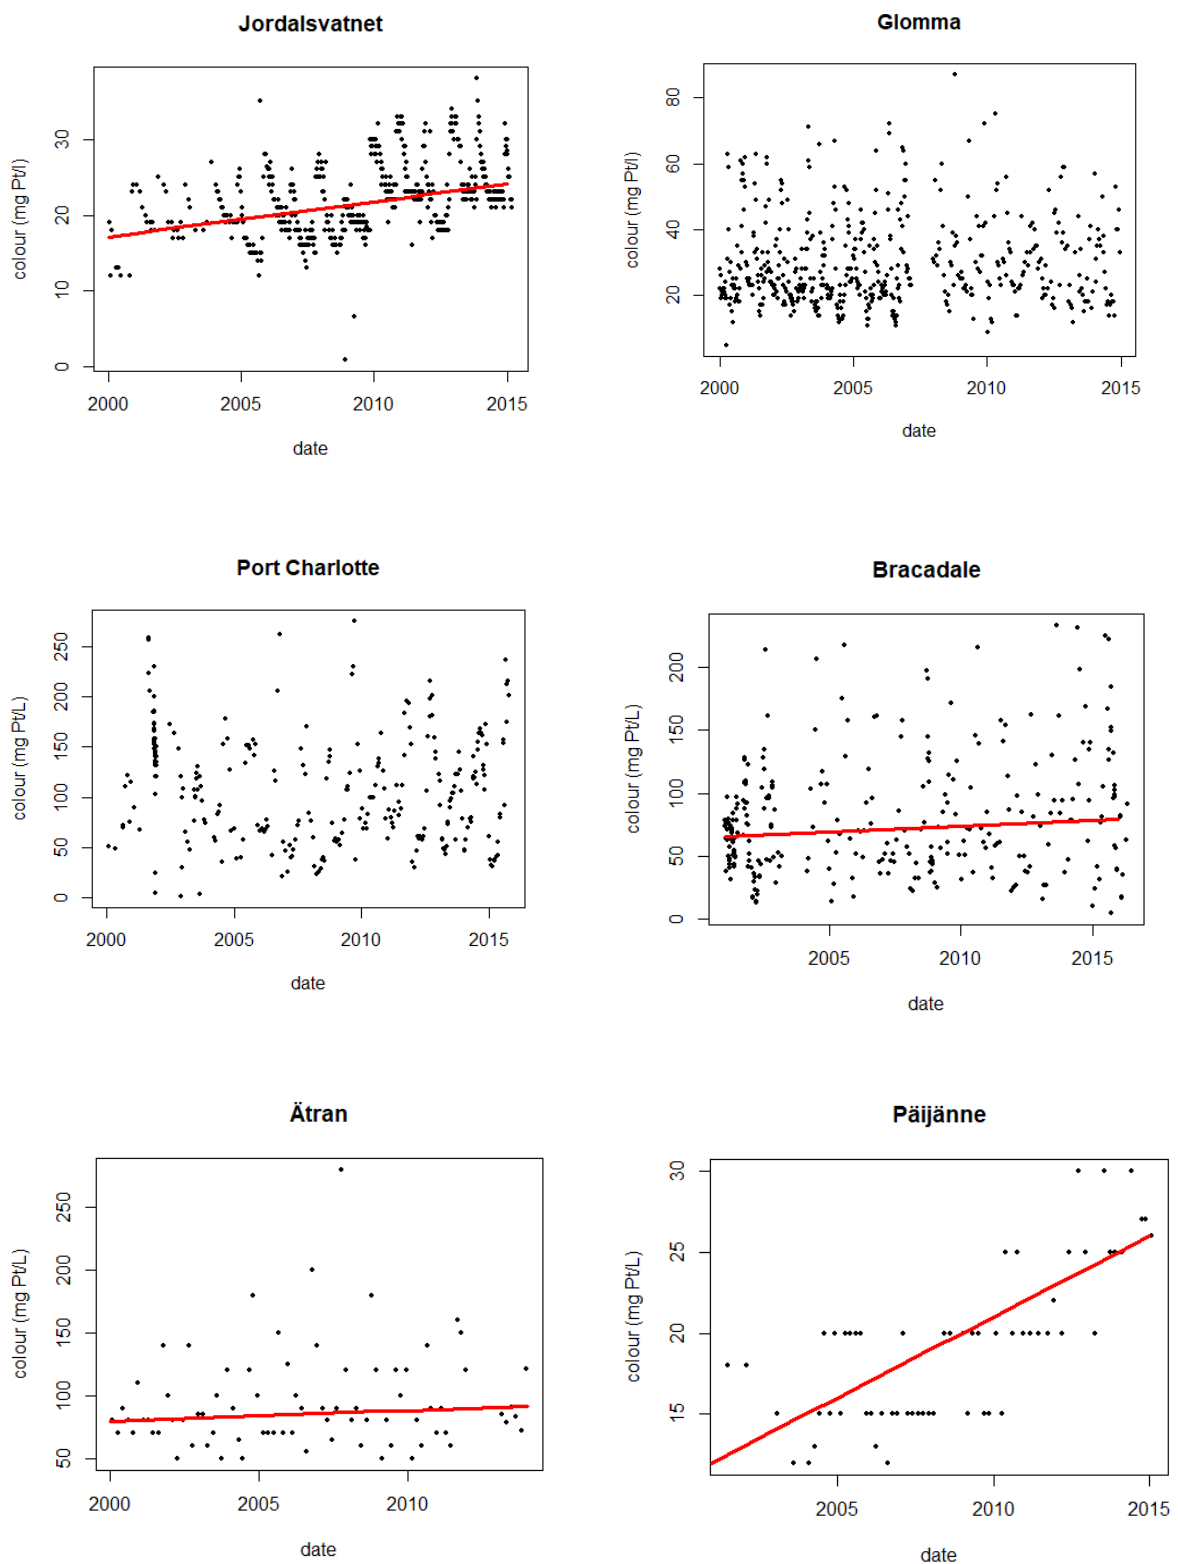 Jordalsvatnet
colour (mg Pt/l)
30
20
10
0
2000 2005 2010 2015
date
Glomma
colour (mg Pt/l)
80
60
40
20
2000 2005 2010 2015
date
Port Charlotte
colour (mg Pt/L)
250
200
150
100
50
0
2000 2005 2010 2015
date
Bracadale
colour (mg Pt/L)
200
150
100
50
0
2005 2010 2015
date
Ätran
colour (mg Pt/L)
250
200
150
100
50
2000 2005 2010
date
Päijänne
colour (mg Pt/L)
30
25
20
15
2005 2010 2015
date